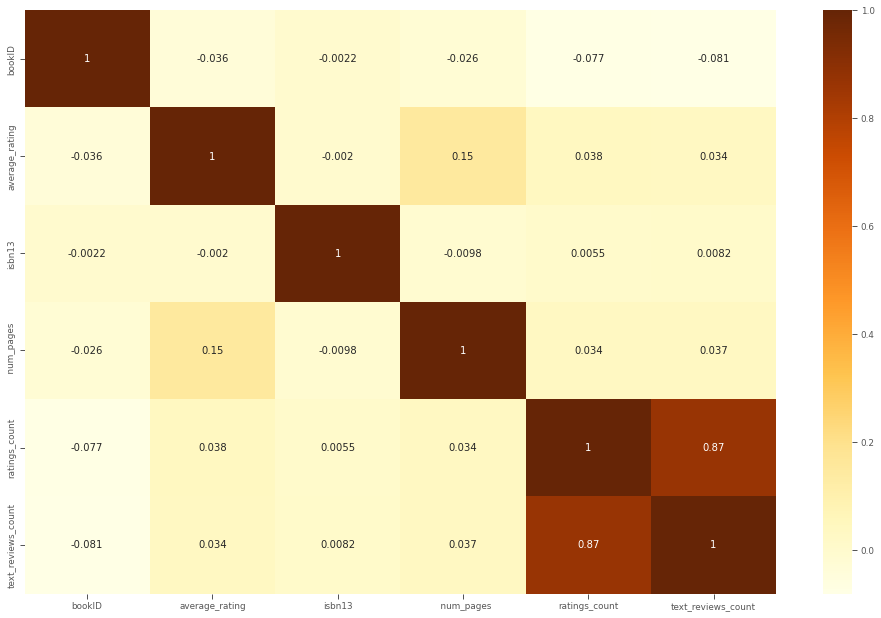 bookID 1 -0.036 -0.0022 -0.026 -0.077 -0.081
average_rating -0.036 1 -0.002 0.15 0.038 0.034
isbn13 -0.0022 -0.002 1 -0.0098 0.0055 0.0082
num_pages -0.026 0.15 -0.0098 1 0.034 0.037
ratings_count -0.077 0.038 0.0055 0.034 1 0.87
text_reviews_count -0.081 0.034 0.0082 0.037 0.87 1
bookID average_rating isbn13 num_pages ratings_count text_reviews_count
1.0
0.8
0.6
0.4
0.2
0.0